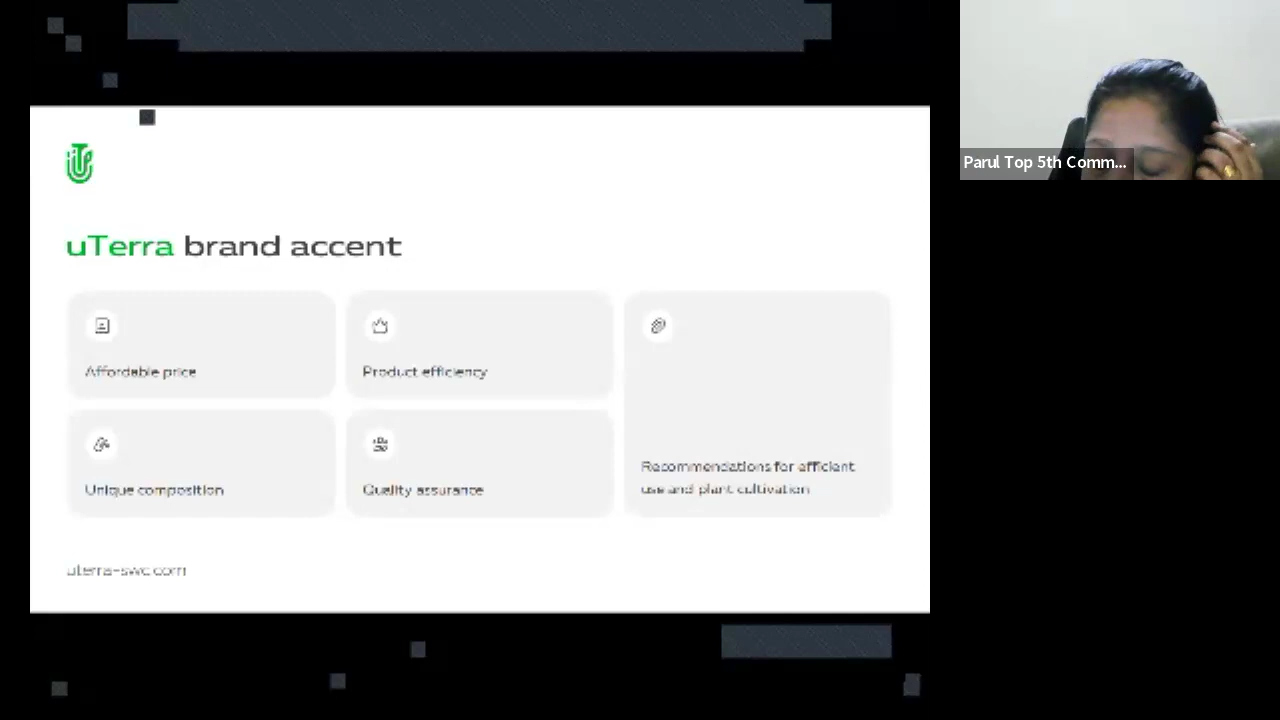 uTerra brand accent
Affordable price
Product efficiency
Unique composition
Quality assurance
Recommendations for efficient
use and plant cultivation
uterra-swc.com
Parul Top 5th Comm...